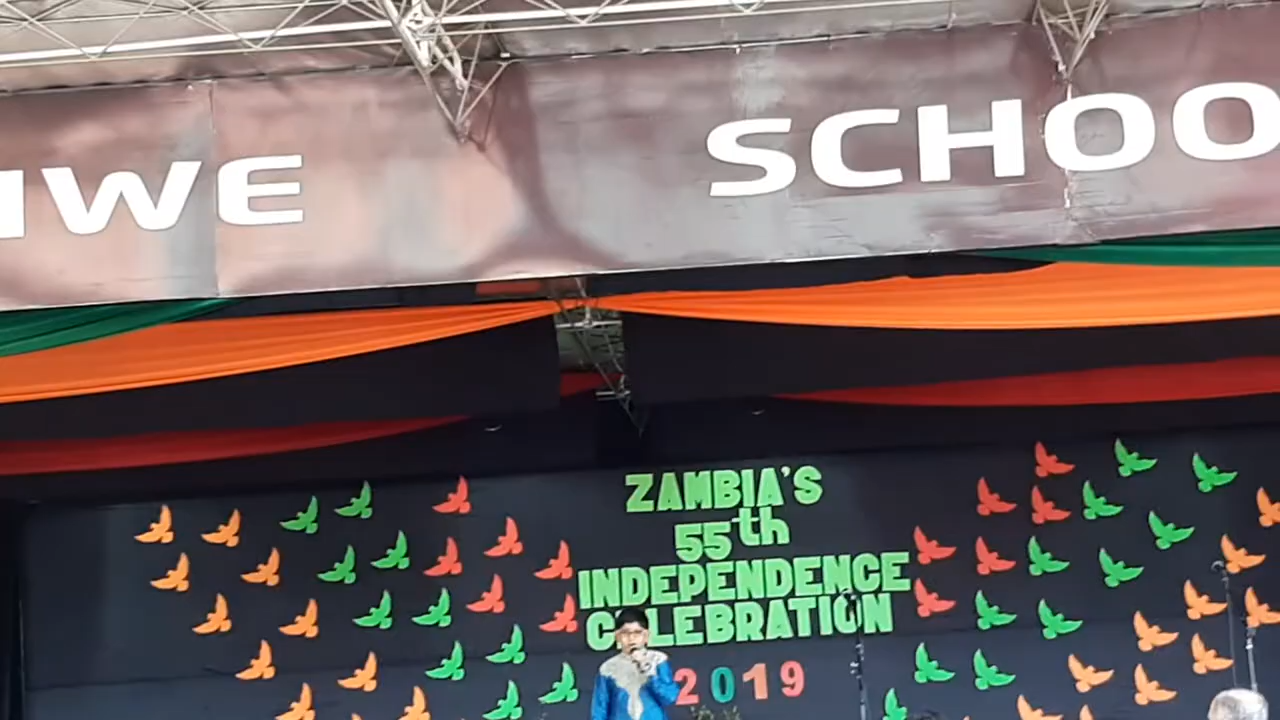 IWE SCHOO
ZAMBIA'S
55th
INDEPENDENCE
CELEBRATION
2019